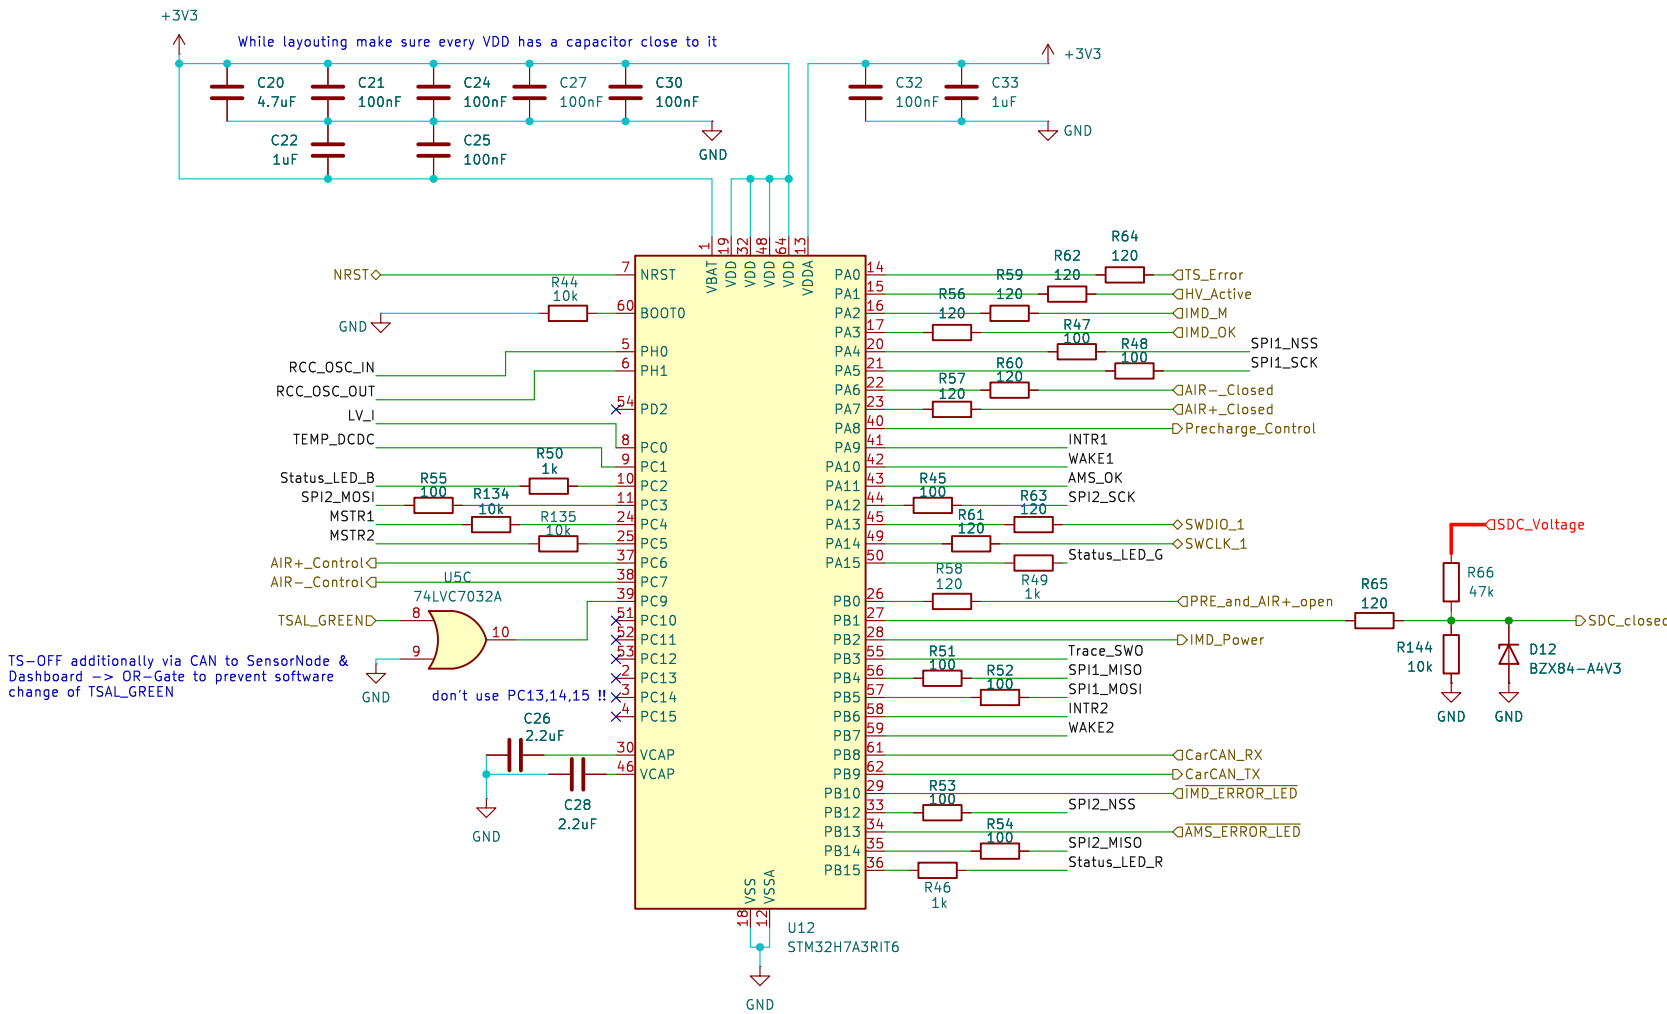 +3V3
While layouting make sure every VDD has a capacitor close to it
+3V3
C20
4.7uF
C21
100nF
C24
100nF
C27
100nF
C30
100nF
C32
100nF
C33
1uF
GND
GND
C22
1uF
C25
100nF
1
19
32
48
64
13
VBAT
VDD
VDD
VDD
VDD
VDDA
NRST
7
NRST
R44
10k
GND
60
BOOT0
RCC_OSC_IN
5
PH0
RCC_OSC_OUT
6
PH1
54
PD2
LV_I
8
PC0
TEMP_DCDC
9
PC1
Status_LED_B
R50
1k
10
PC2
SPI2_MOSI
R55
100
11
PC3
MSTR1
R134
10k
24
PC4
MSTR2
R135
10k
25
PC5
AIR+_Control
37
PC6
AIR-_Control
38
PC7
U5C
74LVC7032A
39
PC9
TSAL_GREEN
8
9
10
GND
51
PC10
52
PC11
53
PC12
2
PC13
3
PC14
4
PC15
TS-OFF additionally via CAN to SensorNode &
Dashboard -> OR-Gate to prevent software
change of TSAL_GREEN
don't use PC13,14,15 !!
C26
2.2uF
30
VCAP
46
VCAP
C28
2.2uF
GND
PA0
14
R64
120
TS_Error
PA1
15
R62
120
HV_Active
PA2
16
R59
120
IMD_M
PA3
17
R56
120
IMD_OK
PA4
20
R47
100
SPI1_NSS
PA5
21
R48
100
SPI1_SCK
PA6
22
R60
120
AIR-_Closed
PA7
23
R57
120
AIR+_Closed
PA8
40
Precharge_Control
PA9
41
INTR1
PA10
42
WAKE1
PA11
43
AMS_OK
PA12
44
R45
100
SPI2_SCK
PA13
45
R63
120
SWDIO_1
PA14
49
R61
120
SWCLK_1
PA15
50
R49
1k
Status_LED_G
PB0
26
R58
120
PRE_and_AIR+_open
PB1
27
R65
120
SDC_Voltage
R66
47k
R144
10k
GND
D12
BZX84-A4V3
GND
SDC_closed
PB2
28
IMD_Power
PB3
55
Trace_SWO
PB4
56
R51
100
SPI1_MISO
PB5
57
R52
100
SPI1_MOSI
PB6
58
INTR2
PB7
59
WAKE2
PB8
61
CarCAN_RX
PB9
62
CarCAN_TX
PB10
29
IMD_ERROR_LED
PB12
33
R53
100
SPI2_NSS
PB13
34
AMS_ERROR_LED
PB14
35
R54
100
SPI2_MISO
PB15
36
R46
1k
Status_LED_R
VSS
VSSA
18
12
U12
STM32H7A3RIT6
GND